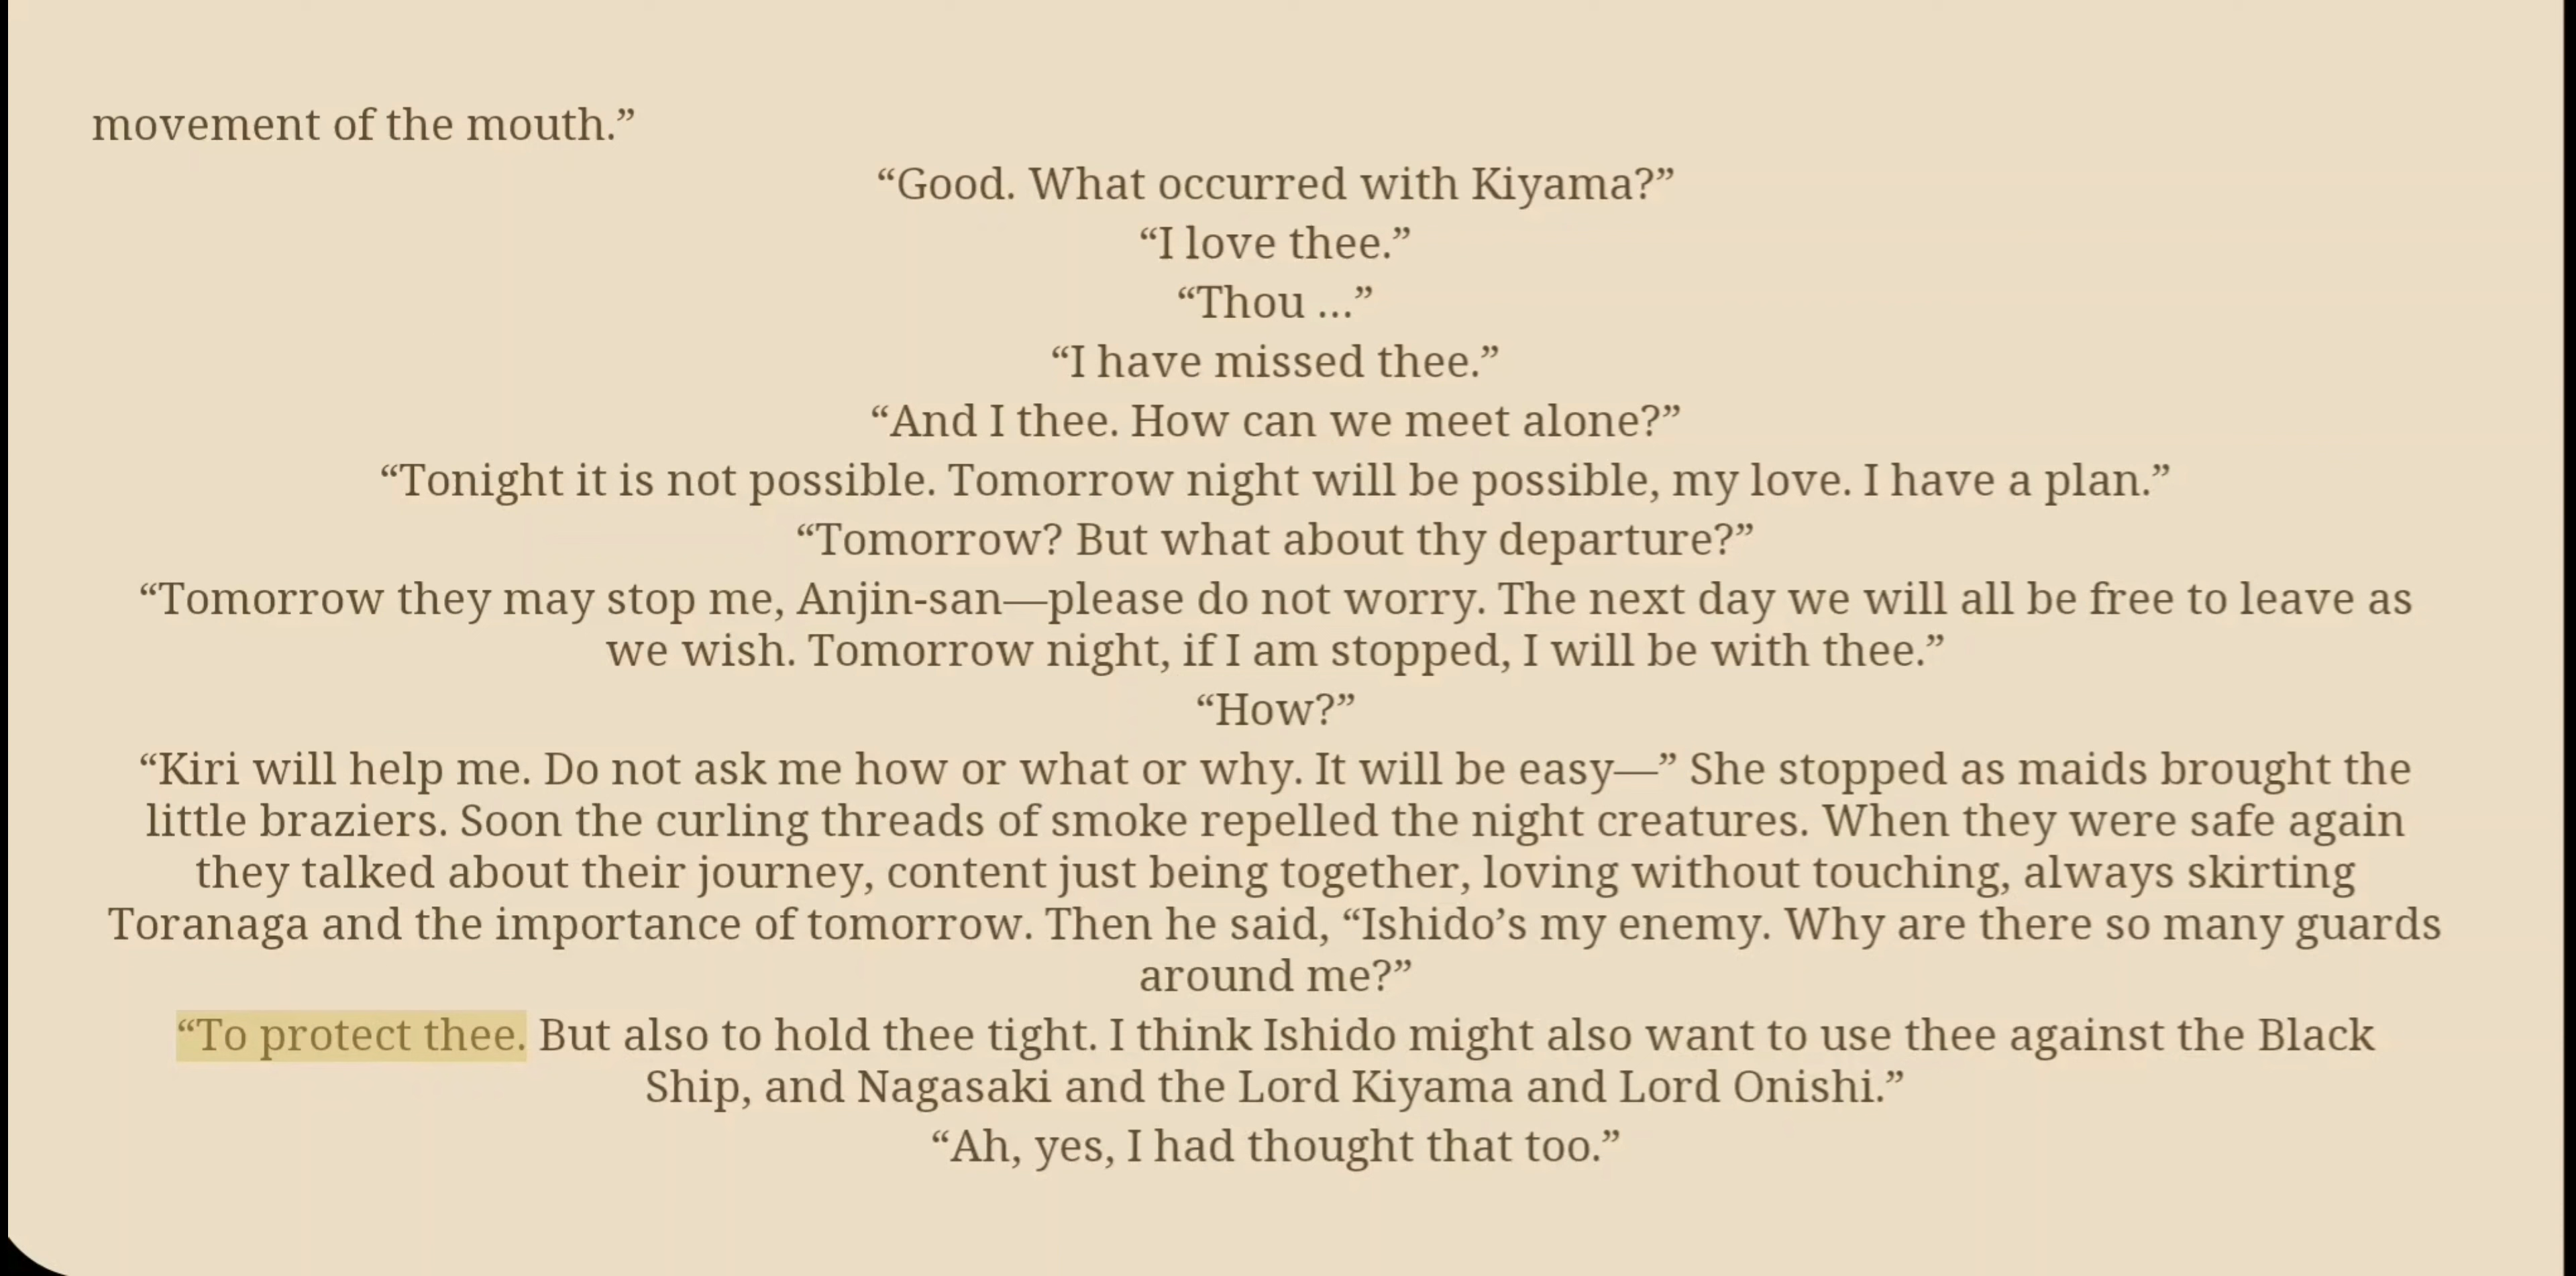 movement of the mouth.”
“Good. What occurred with Kiyama?”
“I love thee.”
“Thou ...”
“I have missed thee.”
“And I thee. How can we meet alone?”
“Tonight it is not possible. Tomorrow night will be possible, my love. I have a plan.”
“Tomorrow? But what about thy departure?”
“Tomorrow they may stop me, Anjin-san—please do not worry. The next day we will all be free to leave as
we wish. Tomorrow night, if I am stopped, I will be with thee.”
“How?”
“Kiri will help me. Do not ask me how or what or why. It will be easy—” She stopped as maids brought the
little braziers. Soon the curling threads of smoke repelled the night creatures. When they were safe again
they talked about their journey, content just being together, loving without touching, always skirting
Toranaga and the importance of tomorrow. Then he said, “Ishido’s my enemy. Why are there so many guards
around me?”
“To protect thee. But also to hold thee tight. I think Ishido might also want to use thee against the Black
Ship, and Nagasaki and the Lord Kiyama and Lord Onishi.”
“Ah, yes, I had thought that too.”